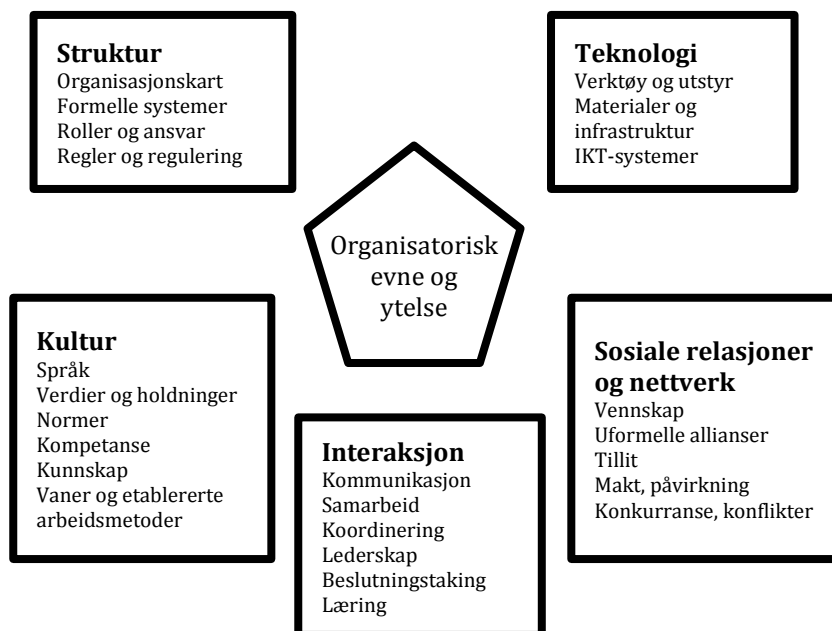 Struktur
Organisasjonskart
Formelle systemer
Roller og ansvar
Regler og regulering
Teknologi
Verktøy og utstyr
Materialer og
infrastruktur
IKT-systemer
Organisatorisk
evne og
ytelse
Kultur
Språk
Verdier og holdninger
Normer
Kompetanse
Kunnskap
Vaner og etablererte
arbeidsmetoder
Interaksjon
Kommunikasjon
Samarbeid
Koordinering
Lederskap
Beslutningstaking
Læring
Sosiale relasjoner
og nettverk
Vennskap
Uformelle allianser
Tillit
Makt, påvirkning
Konkurranse, konflikter